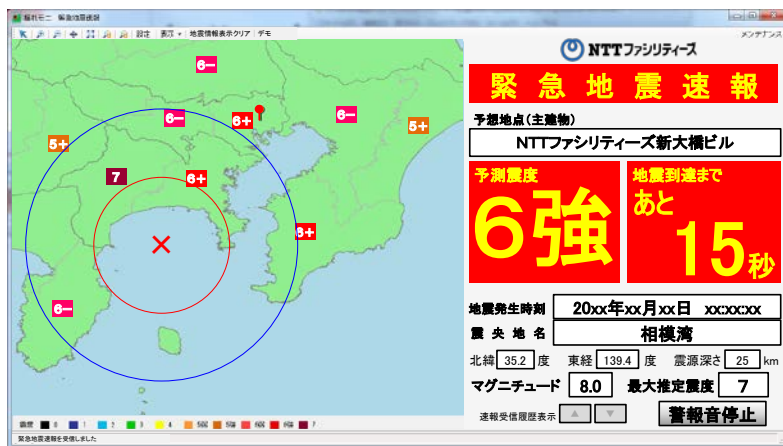 揺れモニ 緊急地震速報
設定 表示 地震情報表示クリア デモ
メンテナンス
NTTファシリティーズ
緊急地震速報
予想地点(主建物)
NTTファシリティーズ新大橋ビル
予測震度
6強
地震到達まで
あと
15秒
地震発生時刻 20xx年xx月xx日 xx:xx:xx
震央地名 相模湾
北緯 35.2 度 東経 139.4 度 震源深さ 25 km
マグニチュード 8.0 最大推定震度 7
速報受信履歴表示 ▲ ▼ 警報音停止
6−
6− 6+ 6−
5+
5+
7 6+
6+
6−
震度 0 1 2 3 4 5弱 5強 6弱 6強 7
緊急地震速報を受信しました